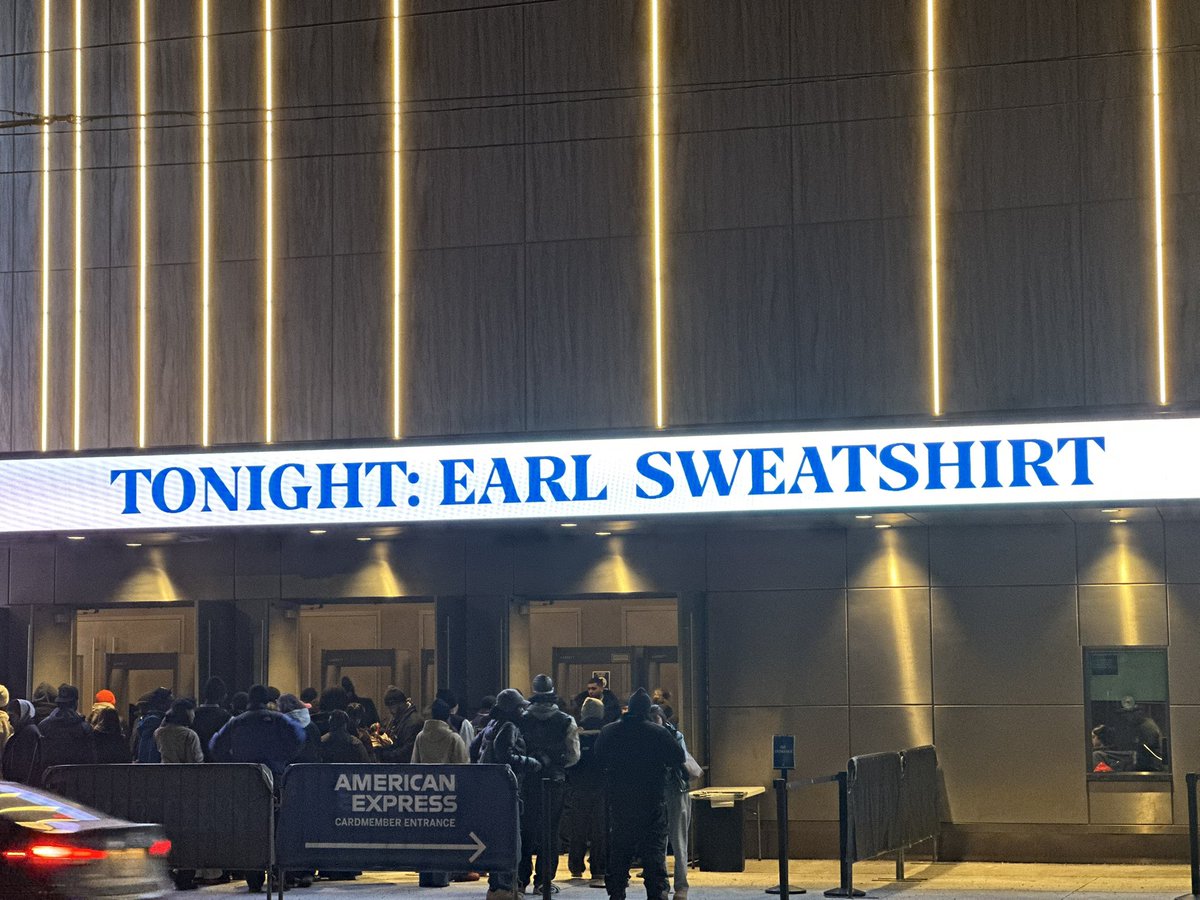 TONIGHT: EARL SWEATSHIRT
AMERICAN
EXPRESS
CARDMEMBER ENTRANCE